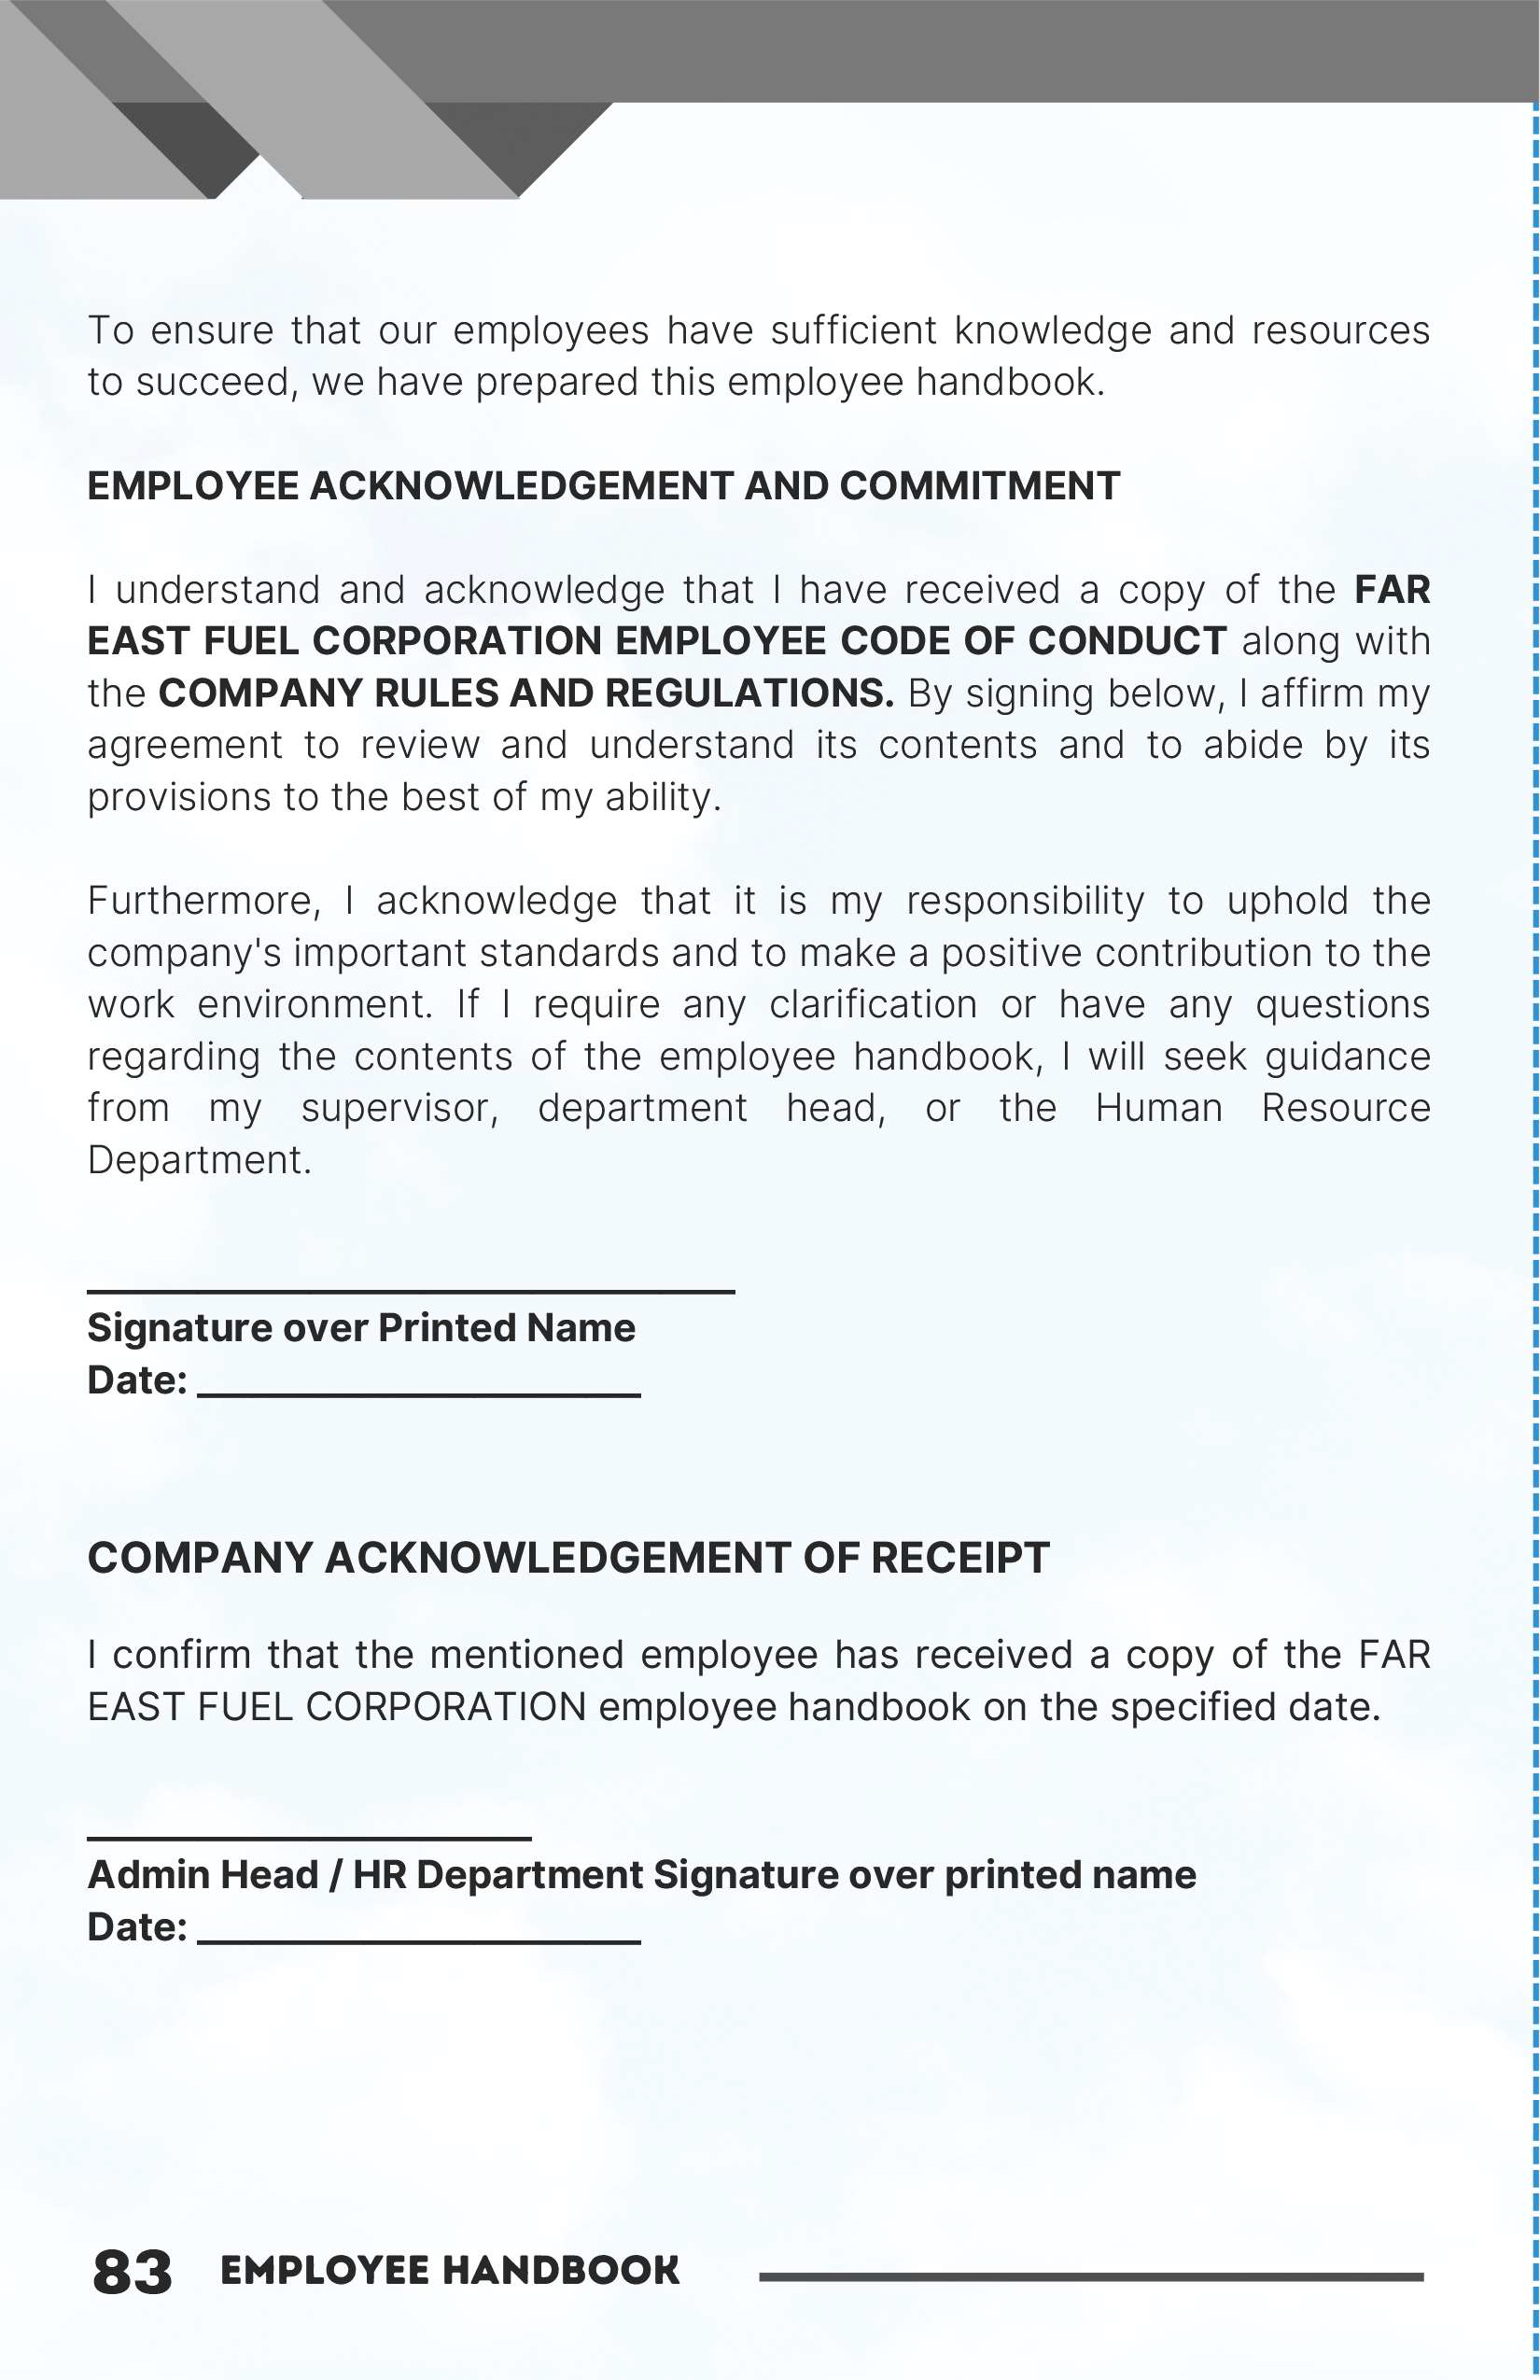 To ensure that our employees have sufficient knowledge and resources
to succeed, we have prepared this employee handbook.
EMPLOYEE ACKNOWLEDGEMENT AND COMMITMENT
I understand and acknowledge that I have received a copy of the FAR
EAST FUEL CORPORATION EMPLOYEE CODE OF CONDUCT along with
the COMPANY RULES AND REGULATIONS. By signing below, I affirm my
agreement to review and understand its contents and to abide by its
provisions to the best of my ability.
Furthermore, I acknowledge that it is my responsibility to uphold the
company's important standards and to make a positive contribution to the
work environment. If I require any clarification or have any questions
regarding the contents of the employee handbook, I will seek guidance
from my supervisor, department head, or the Human Resource
Department.
Signature over Printed Name
Date: ______________________
COMPANY ACKNOWLEDGEMENT OF RECEIPT
I confirm that the mentioned employee has received a copy of the FAR
EAST FUEL CORPORATION employee handbook on the specified date.
Admin Head / HR Department Signature over printed name
Date: ______________________
83 EMPLOYEE HANDBOOK